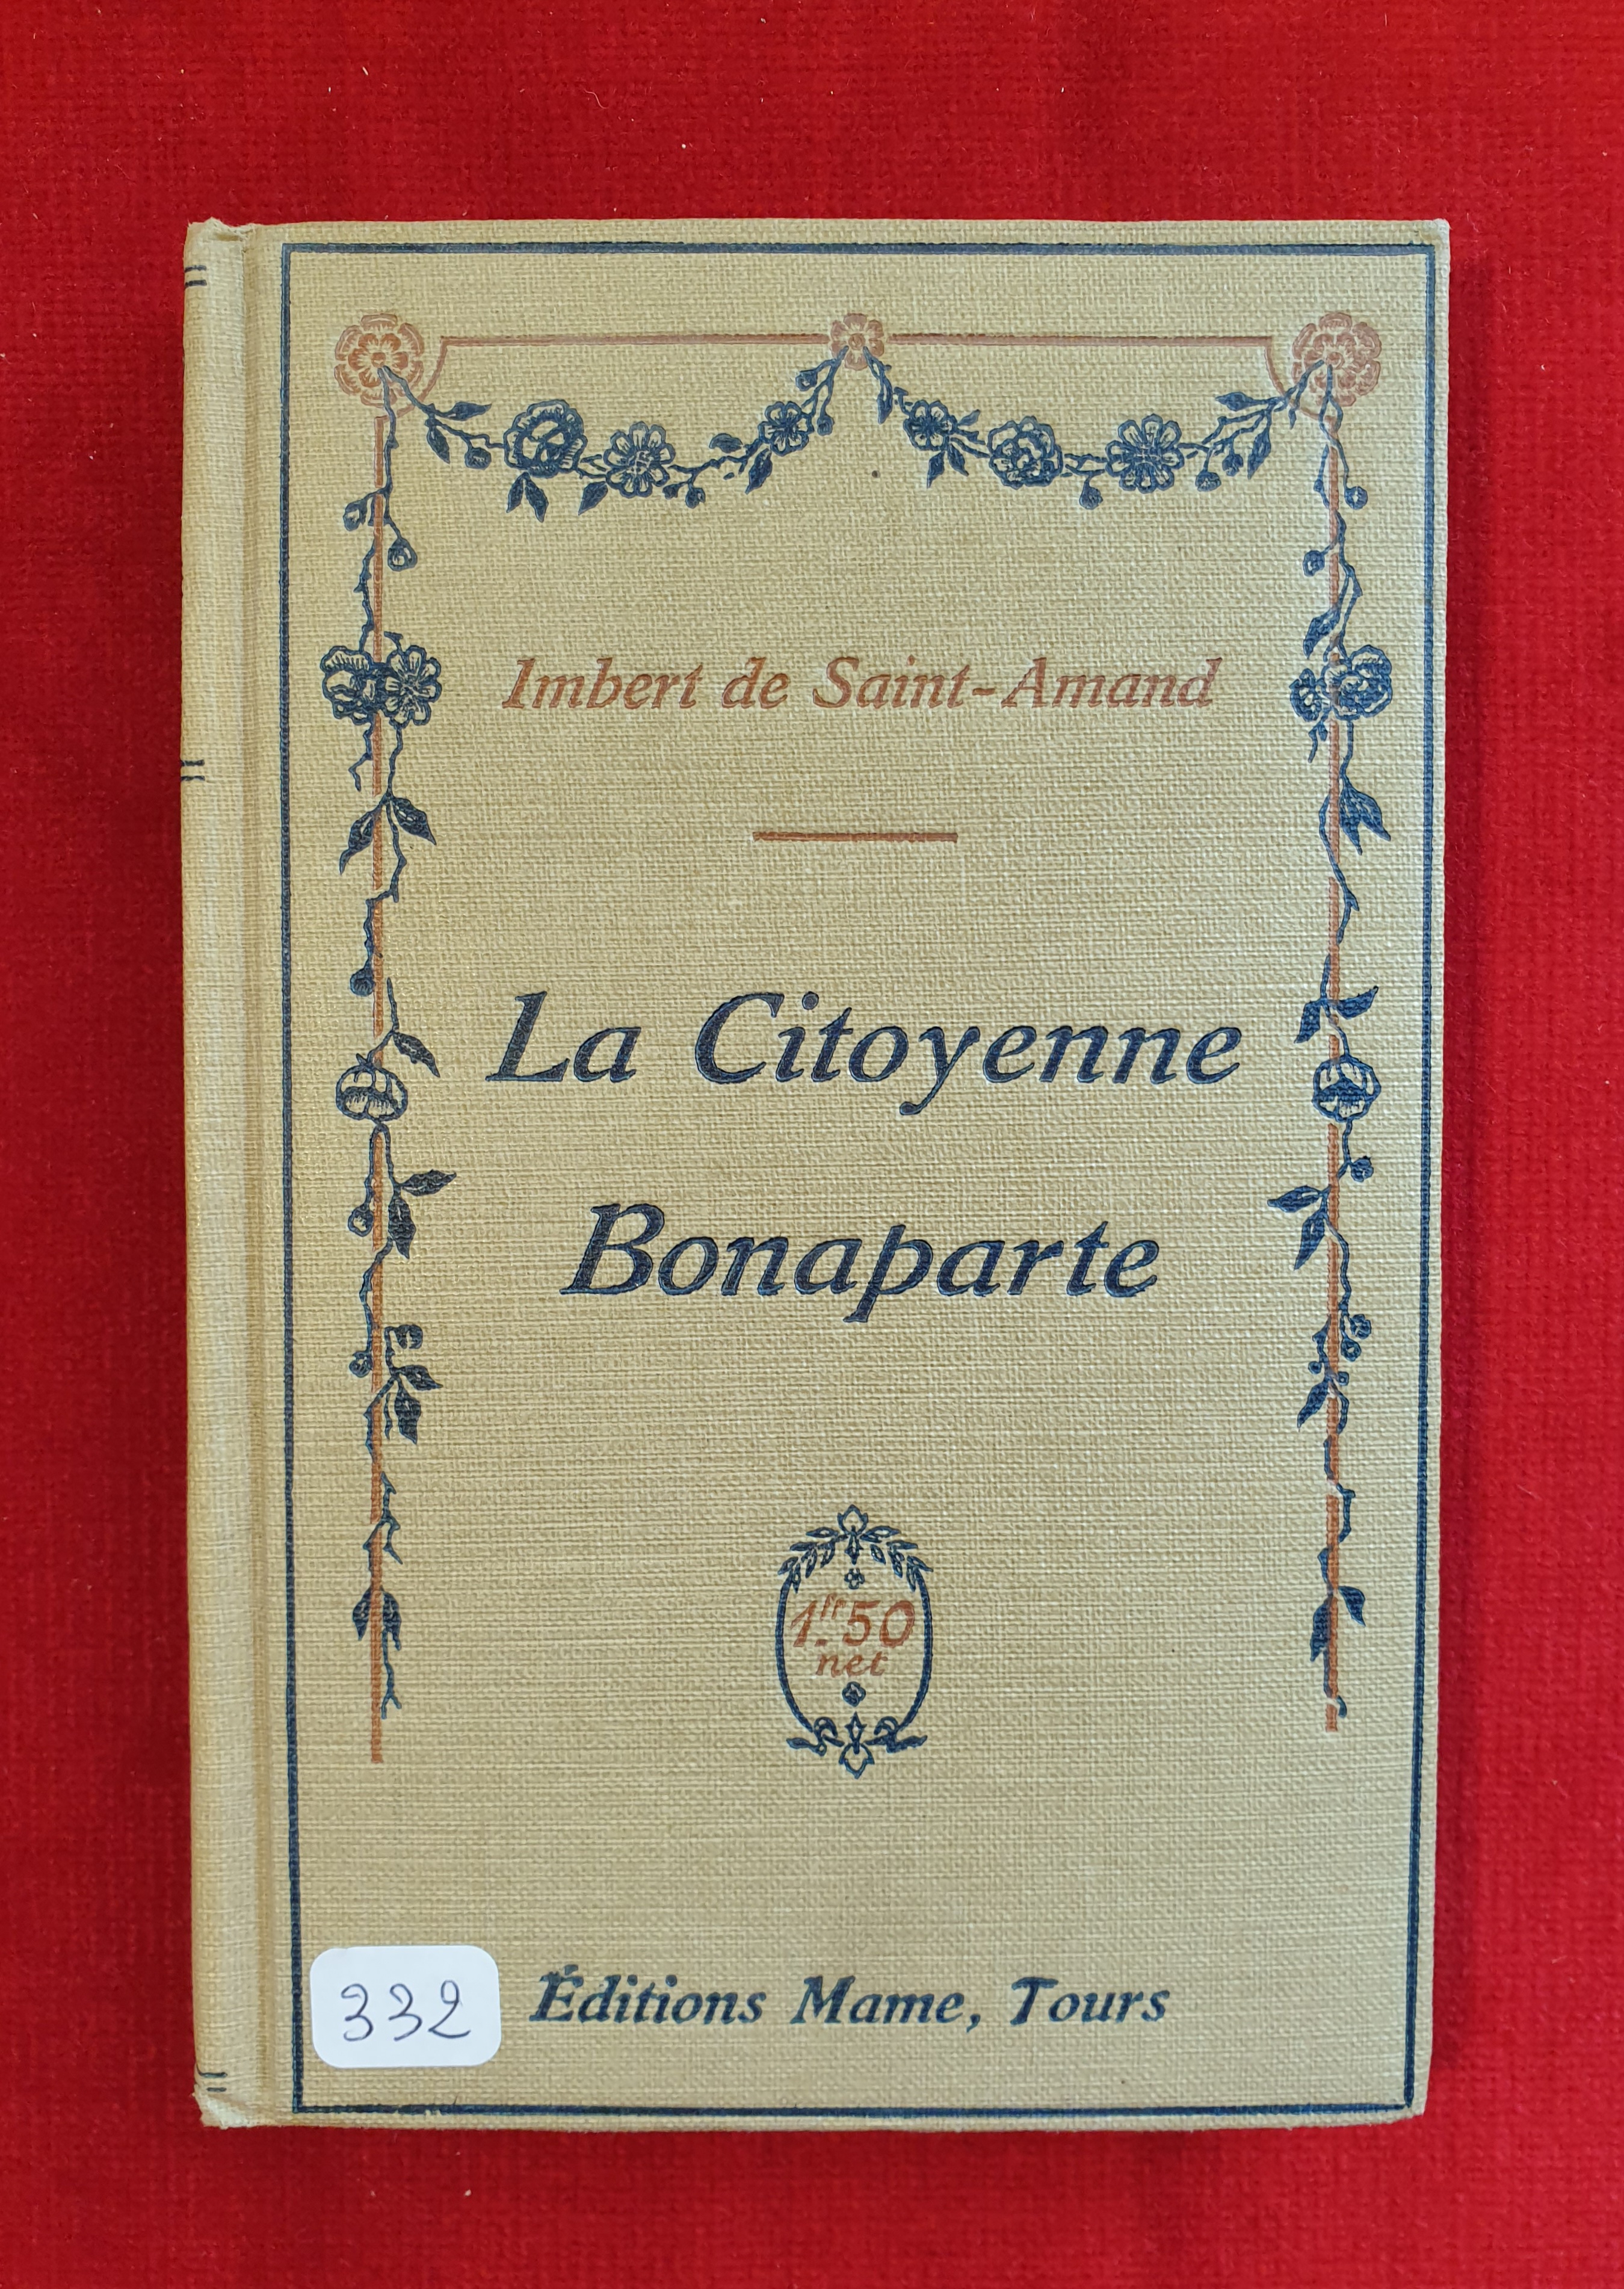 Imbert de Saint-Amand
La Citoyenne
Bonaparte
1fr.50
net
332
Éditions Mame, Tours